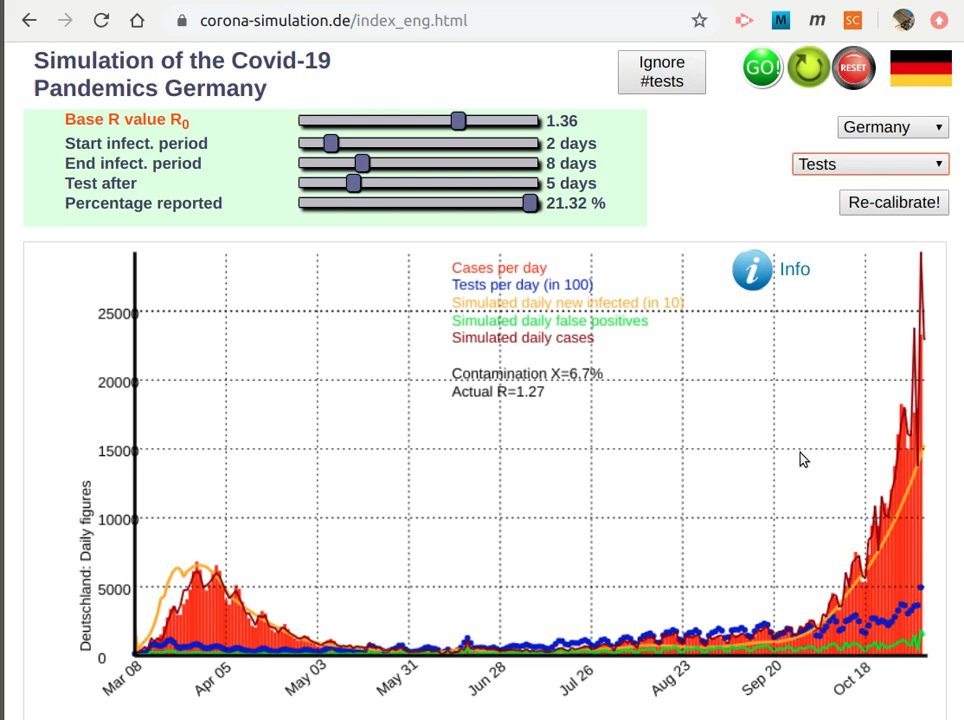 corona-simulation.de/index_eng.html
M
m
SC
Simulation of the Covid-19
Pandemics Germany
Ignore
#tests
GO!
RESET
Base R value R0
1.36
Start infect. period
2 days
End infect. period
8 days
Test after
5 days
Percentage reported
21.32 %
Germany
Tests
Re-calibrate!
Cases per day
Tests per day (in 100)
Simulated daily new infected (in 10)
Simulated daily false positives
Simulated daily cases
Contamination X=6.7%
Actual R=1.27
i Info
Deutschland: Daily figures
25000
20000
15000
10000
5000
0
Mar 08
Apr 05
May 03
May 31
Jun 28
Jul 26
Aug 23
Sep 20
Oct 18